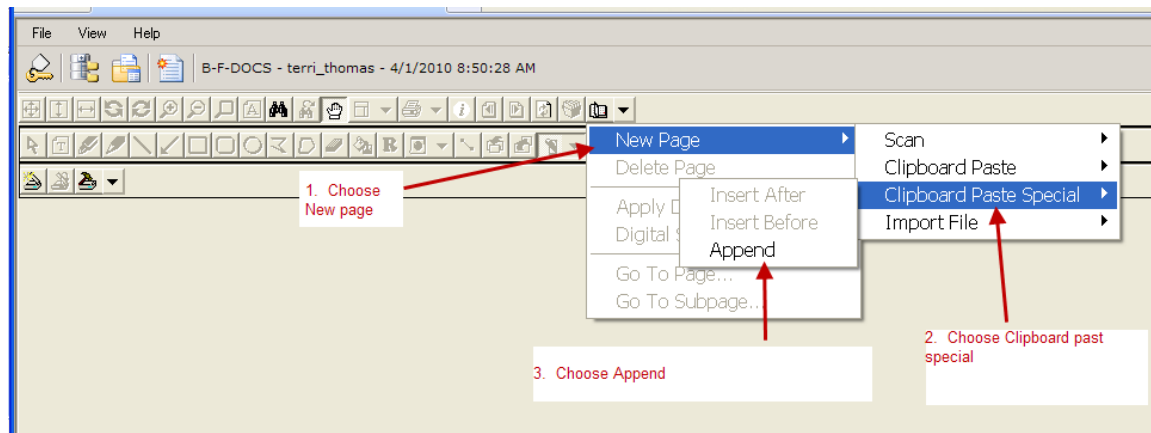 File View Help
B-F-DOCS - terri_thomas - 4/1/2010 8:50:28 AM
New Page
Delete Page
Apply D
Digital S
Go To Page...
Go To Subpage...
Scan
Clipboard Paste
Clipboard Paste Special
Import File
Insert After
Insert Before
Append
1. Choose
New page
2. Choose Clipboard past
special
3. Choose Append